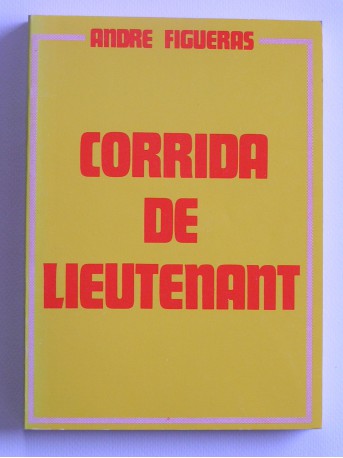 ANDRE FIGUERAS
CORRIDA
DE
LIEUTENANT